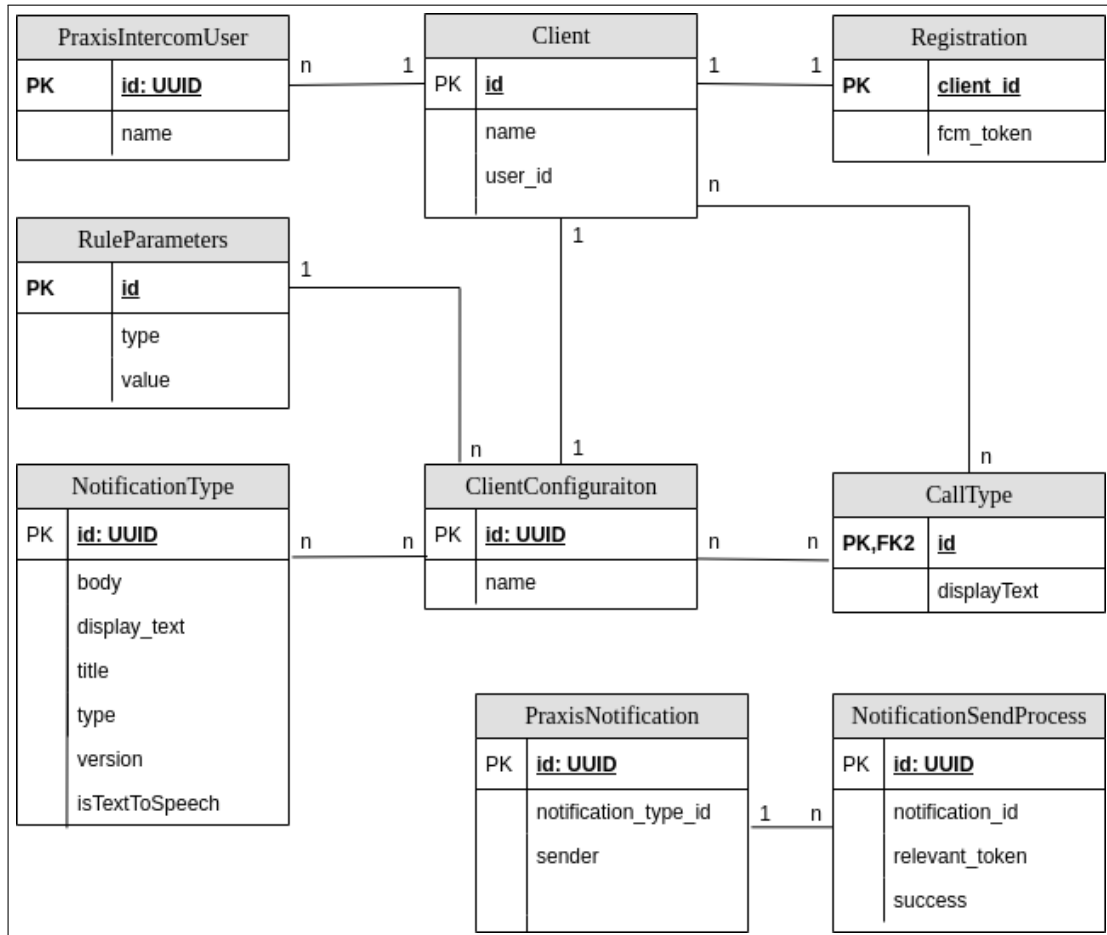 PraxisIntercomUser
PK id: UUID
name
n 1
Client
PK id
name
user_id
1 1
Registration
PK client_id
fcm_token
n
n
1
1
RuleParameters
PK id
type
value
1
n
NotificationType
PK id: UUID
body
display_text
title
type
version
isTextToSpeech
n n
ClientConfiguraiton
PK id: UUID
name
n n
CallType
PK,FK2 id
displayText
PraxisNotification
PK id: UUID
notification_type_id
sender
1 n
NotificationSendProcess
PK id: UUID
notification_id
relevant_token
success